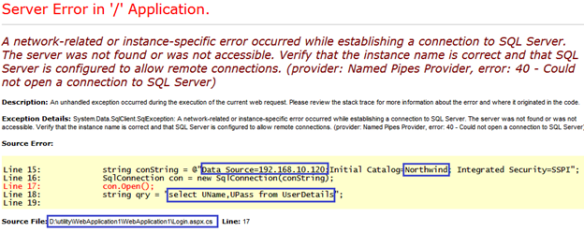 Server Error in '/' Application.
A network-related or instance-specific error occurred while establishing a connection to SQL Server.
The server was not found or was not accessible. Verify that the instance name is correct and that SQL
Server is configured to allow remote connections. (provider: Named Pipes Provider, error: 40 - Could
not open a connection to SQL Server)
Description: An unhandled exception occurred during the execution of the current web request. Please review the stack trace for more information about the error and where it originated in the code.
Exception Details: System.Data.SqlClient.SqlException: A network-related or instance-specific error occurred while establishing a connection to SQL Server. The server was not found or was not
accessible. Verify that the instance name is correct and that SQL Server is configured to allow remote connections. (provider: Named Pipes Provider, error: 40 - Could not open a connection to SQL Server)
Source Error:
Line 15: string conString = @"Data Source=192.168.10.120;Initial Catalog=Northwind; Integrated Security=SSPI";
Line 16: SqlConnection con = new SqlConnection(conString);
Line 17: con.Open();
Line 18: string qry = "select UName,UPass from UserDetails";
Line 19:
Source File: D:\utility\WebApplication1\WebApplication1\Login.aspx.cs Line: 17